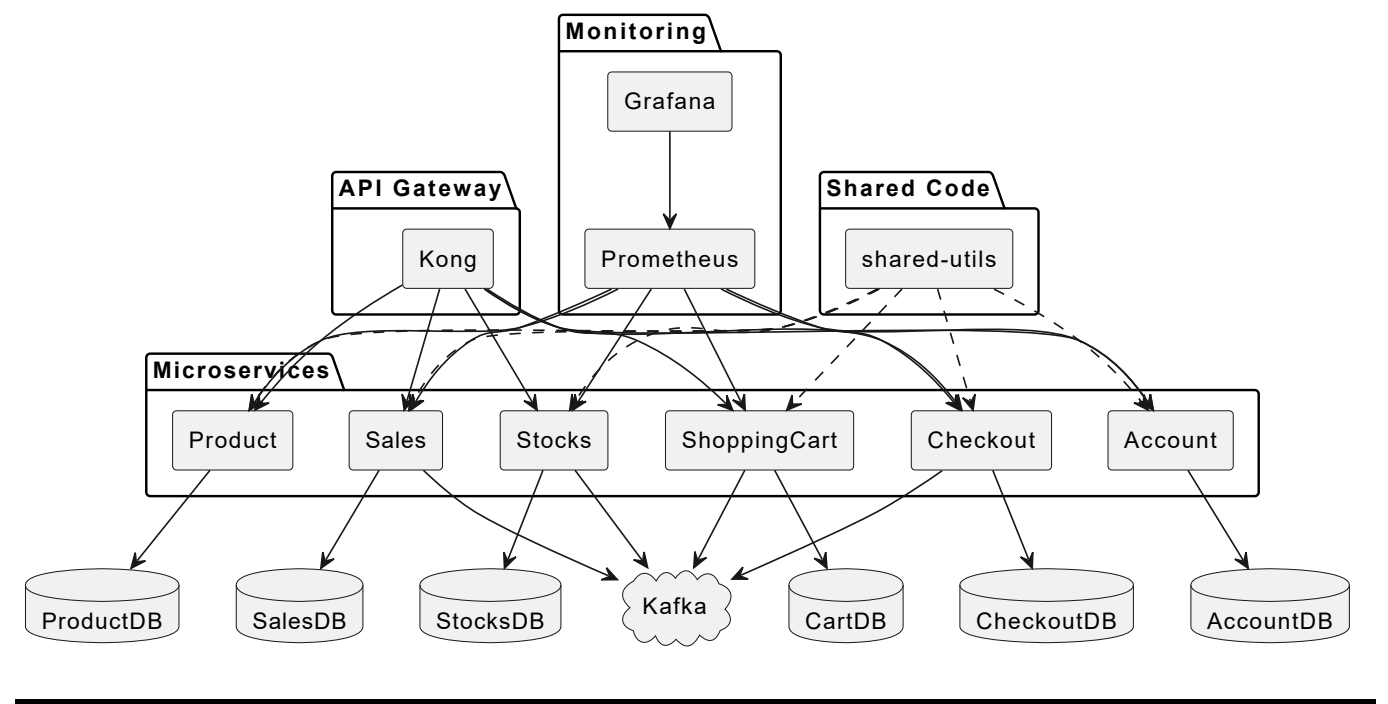 Monitoring
Grafana
API Gateway
Shared Code
Kong
Prometheus
shared-utils
Microservices
Product
Sales
Stocks
ShoppingCart
Checkout
Account
ProductDB
SalesDB
StocksDB
Kafka
CartDB
CheckoutDB
AccountDB